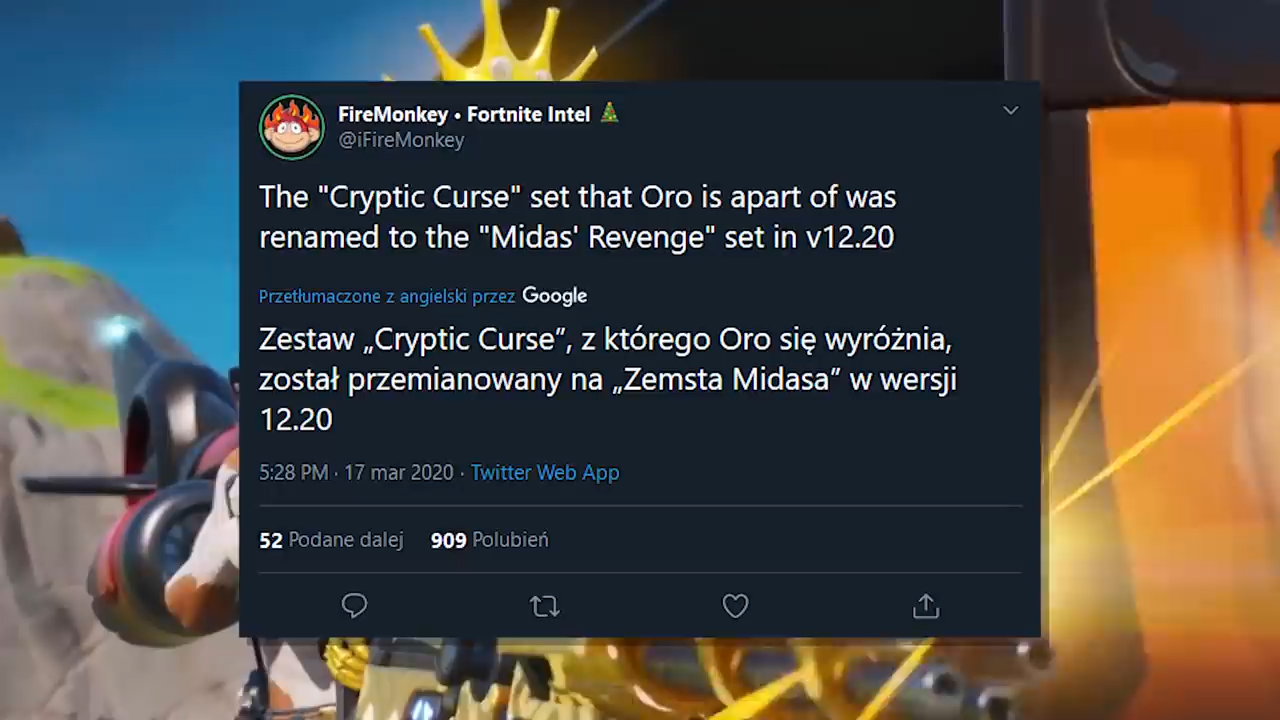 FireMonkey • Fortnite Intel 🎄
@iFireMonkey
The "Cryptic Curse" set that Oro is apart of was
renamed to the "Midas' Revenge" set in v12.20
Przetłumaczone z angielski przez Google
Zestaw „Cryptic Curse”, z którego Oro się wyróżnia,
został przemianowany na „Zemsta Midasa” w wersji
12.20
5:28 PM · 17 mar 2020 · Twitter Web App
52 Podane dalej 909 Polubień